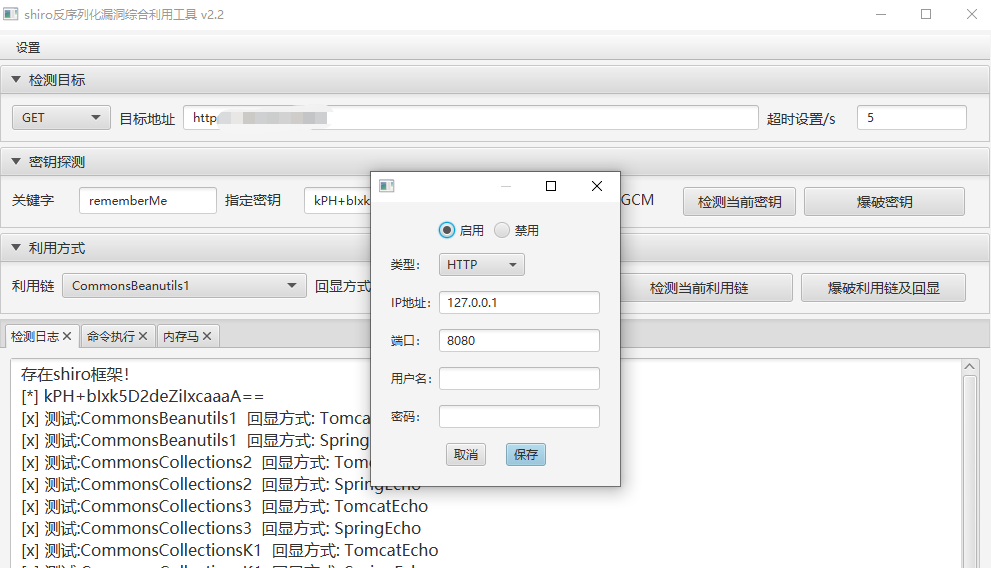 shiro反序列化漏洞综合利用工具 v2.2
设置
检测目标
GET 目标地址 http 超时设置/s 5
密钥探测
关键字 rememberMe 指定密钥 kPH+bIxk GCM 检测当前密钥 爆破密钥
利用方式
利用链 CommonsBeanutils1 回显方式 检测当前利用链 爆破利用链及回显
启用 禁用
类型: HTTP
IP地址: 127.0.0.1
端口: 8080
用户名:
密码:
取消 保存
检测日志 命令执行 内存马
存在shiro框架!
[*] kPH+bIxk5D2deZiIxcaaaA==
[x] 测试:CommonsBeanutils1 回显方式: Tomca
[x] 测试:CommonsBeanutils1 回显方式: Spring
[x] 测试:CommonsCollections2 回显方式: Tom
[x] 测试:CommonsCollections2 回显方式: SpringEcho
[x] 测试:CommonsCollections3 回显方式: TomcatEcho
[x] 测试:CommonsCollections3 回显方式: SpringEcho
[x] 测试:CommonsCollectionsK1 回显方式: TomcatEcho